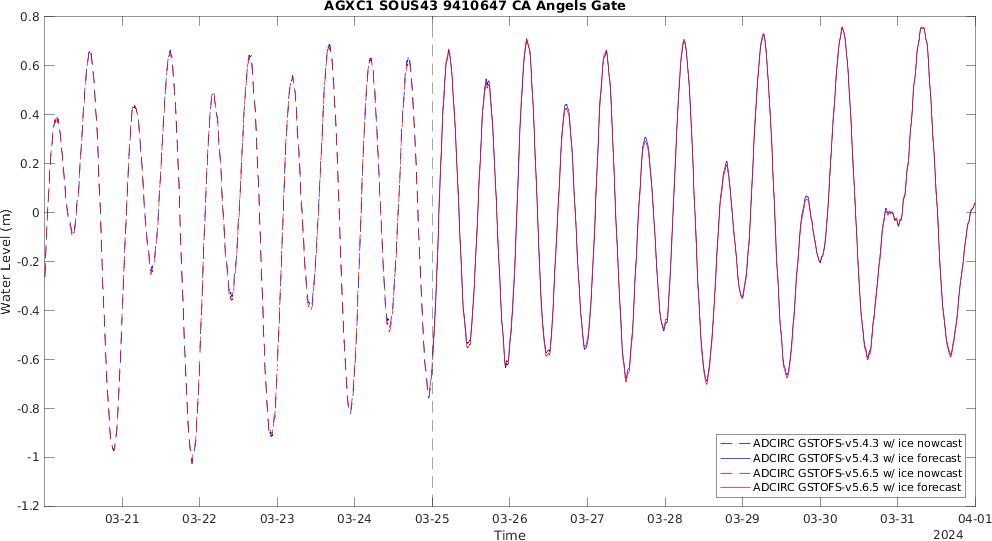 AGXC1 SOUS43 9410647 CA Angels Gate
0.8
0.6
0.4
0.2
0
-0.2
-0.4
-0.6
-0.8
-1
-1.2
Water Level (m)
03-21 03-22 03-23 03-24 03-25 03-26 03-27 03-28 03-29 03-30 03-31 04-01
2024
Time
ADCIRC GSTOFS-v5.4.3 w/ ice nowcast
ADCIRC GSTOFS-v5.4.3 w/ ice forecast
ADCIRC GSTOFS-v5.6.5 w/ ice nowcast
ADCIRC GSTOFS-v5.6.5 w/ ice forecast